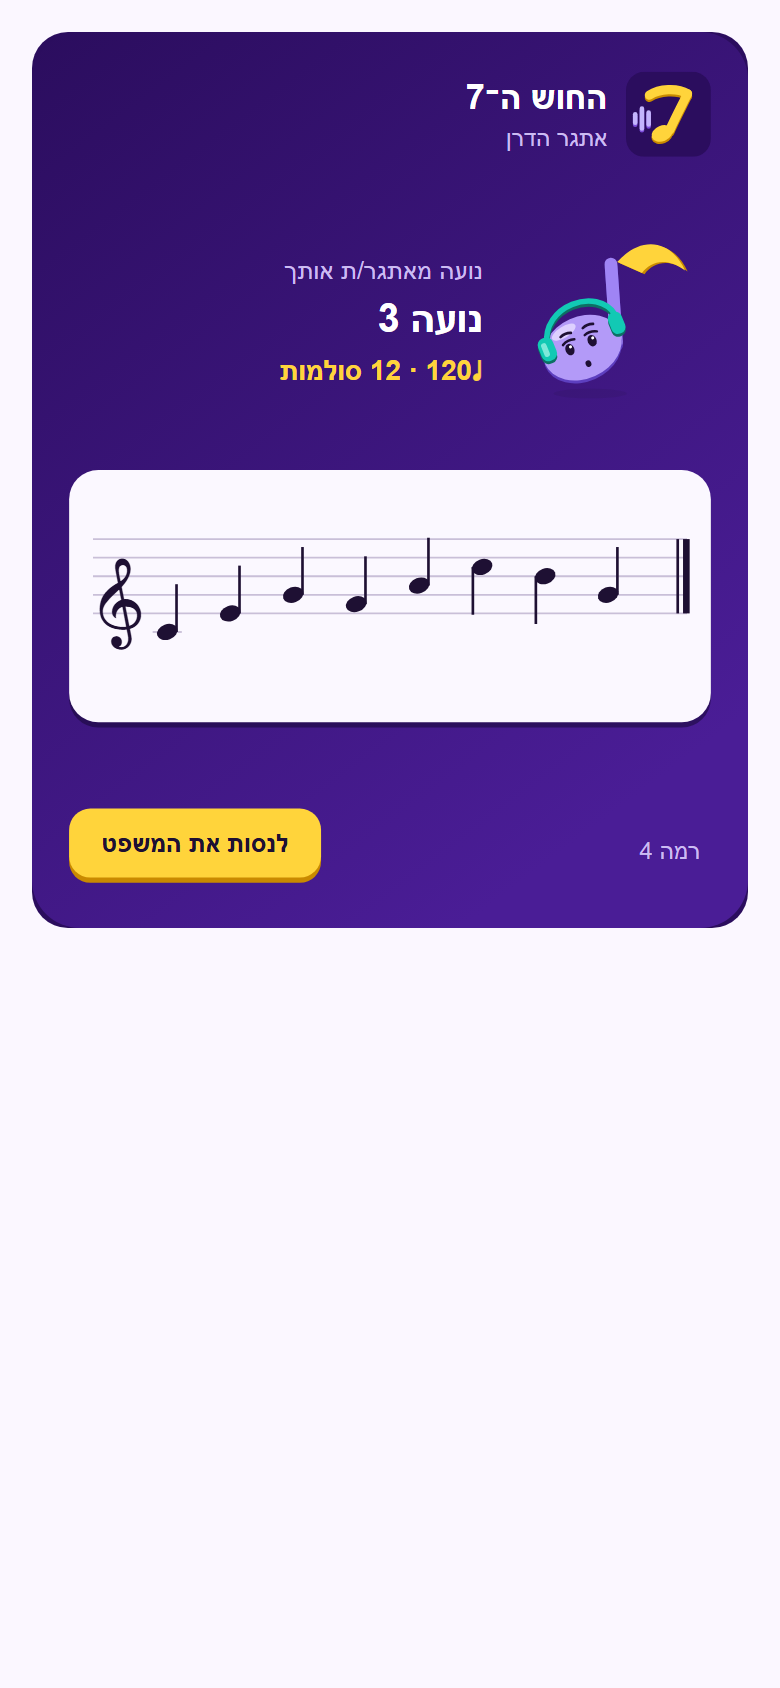 החוש ה־7
אתגר הדרן
נועה מאתגר/ת אותך
נועה 3
♩120 · 12 סולמות
לנסות את המשפט
רמה 4